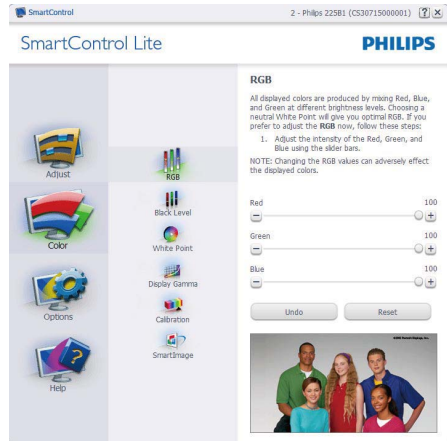 SmartControl
2 - Philips 225B1 (CS30715000001)
SmartControl Lite
PHILIPS
Adjust
Color
Options
Help
RGB
Black Level
White Point
Display Gamma
Calibration
SmartImage
RGB
All displayed colors are produced by mixing Red, Blue,
and Green at different brightness levels. Choosing a
neutral White Point will give you optimal RGB. If you
prefer to adjust the RGB now, follow these steps:
1. Adjust the intensity of the Red, Green, and
Blue using the slider bars.
NOTE: Changing the RGB values can adversely effect
the displayed colors.
Red 100
Green 100
Blue 100
Undo Reset